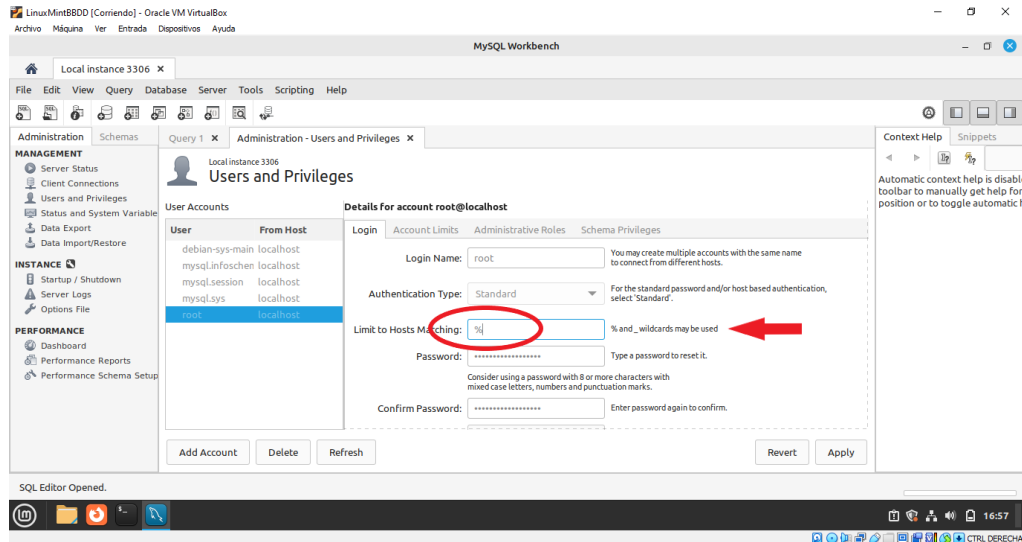 LinuxMintBBDD [Corriendo] - Oracle VM VirtualBox
Archivo Máquina Ver Entrada Dispositivos Ayuda
MySQL Workbench
Local instance 3306
File Edit View Query Database Server Tools Scripting Help
Administration Schemas
Query 1 Administration - Users and Privileges
Context Help Snippets
MANAGEMENT
Server Status
Client Connections
Users and Privileges
Status and System Variable
Data Export
Data Import/Restore
INSTANCE
Startup / Shutdown
Server Logs
Options File
PERFORMANCE
Dashboard
Performance Reports
Performance Schema Setup
Local instance 3306
Users and Privileges
User Accounts
User From Host
debian-sys-main localhost
mysql.infoschen localhost
mysql.session localhost
mysql.sys localhost
root localhost
Details for account root@localhost
Login Account Limits Administrative Roles Schema Privileges
Login Name: root
You may create multiple accounts with the same name
to connect from different hosts.
Authentication Type: Standard
For the standard password and/or host based authentication,
select 'Standard'.
Limit to Hosts Matching: %
% and _ wildcards may be used
Password: ******************
Type a password to reset it.
Consider using a password with 8 or more characters with
mixed case letters, numbers and punctuation marks.
Confirm Password: ******************
Enter password again to confirm.
Add Account Delete Refresh Revert Apply
Automatic context help is disabl
toolbar to manually get help for
position or to toggle automatic h
SQL Editor Opened.
16:57
CTRL DERECHA